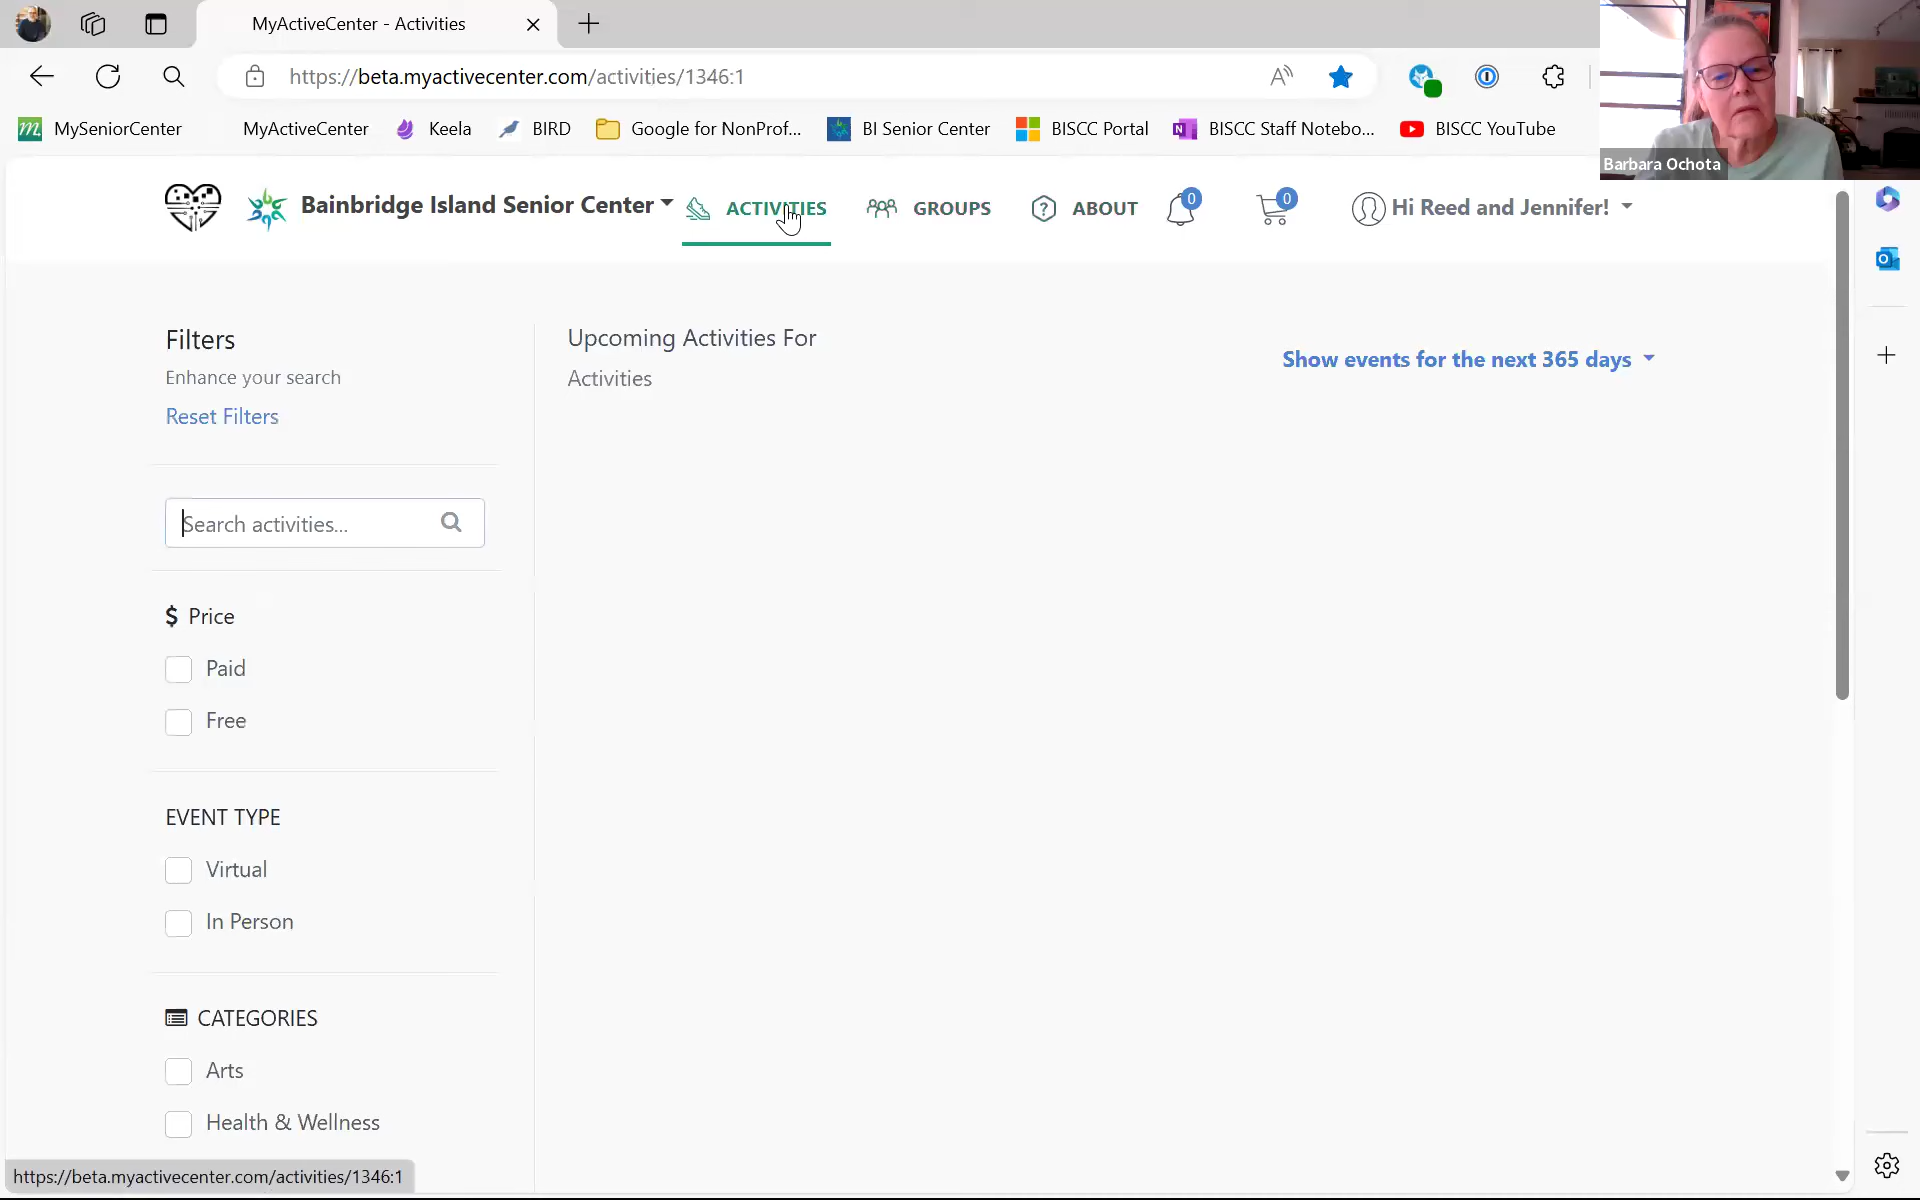 MyActiveCenter - Activities
https://beta.myactivecenter.com/activities/1346:1
MySeniorCenter
MyActiveCenter
Keela
BIRD
Google for NonProf...
BI Senior Center
BISCC Portal
BISCC Staff Notebo...
BISCC YouTube
Barbara Ochota
Bainbridge Island Senior Center
ACTIVITIES
GROUPS
ABOUT
0
0
Hi Reed and Jennifer!
Filters
Enhance your search
Reset Filters
Search activities...
$ Price
Paid
Free
EVENT TYPE
Virtual
In Person
CATEGORIES
Arts
Health & Wellness
Upcoming Activities For
Activities
Show events for the next 365 days
https://beta.myactivecenter.com/activities/1346:1